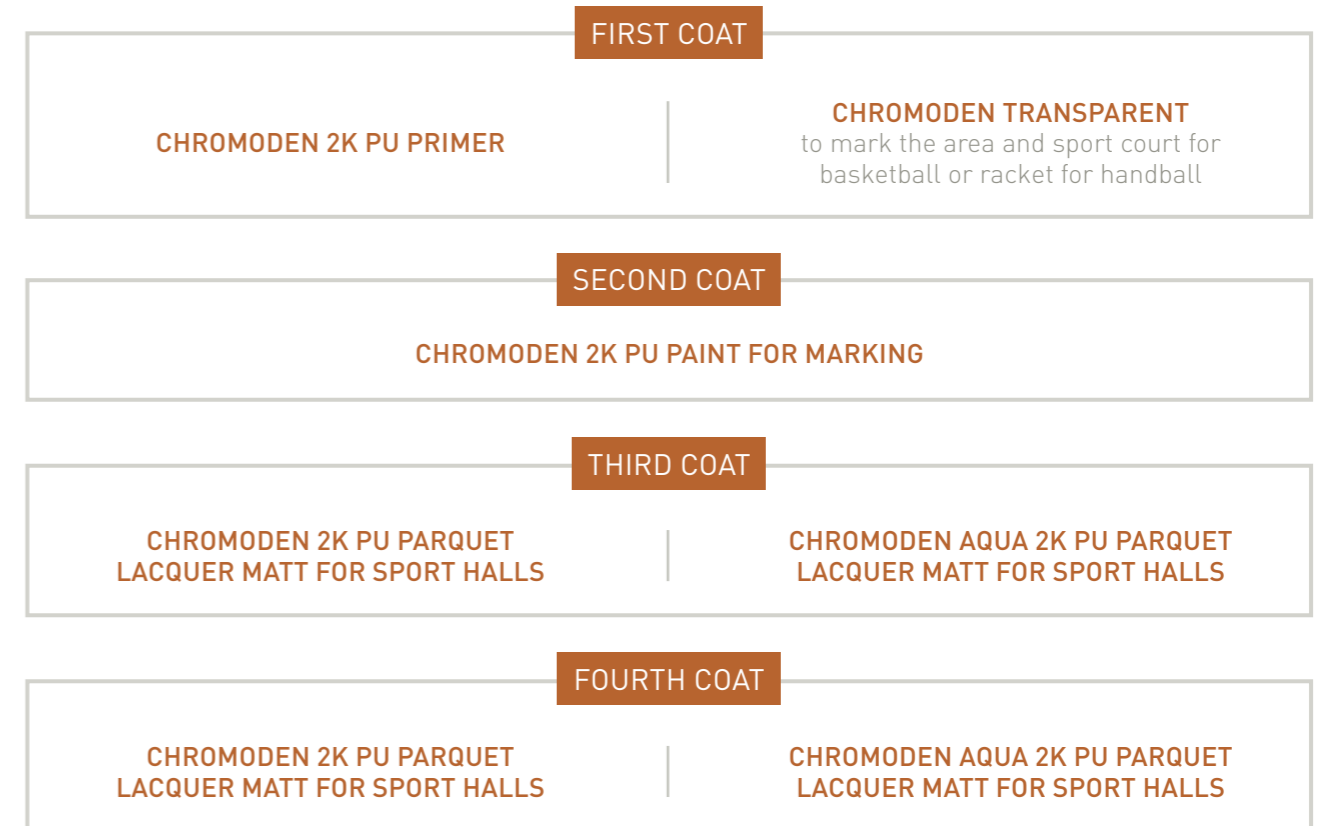 FIRST COAT
CHROMODEN 2K PU PRIMER
CHROMODEN TRANSPARENT
to mark the area and sport court for
basketball or racket for handball
SECOND COAT
CHROMODEN 2K PU PAINT FOR MARKING
THIRD COAT
CHROMODEN 2K PU PARQUET
LACQUER MATT FOR SPORT HALLS
CHROMODEN AQUA 2K PU PARQUET
LACQUER MATT FOR SPORT HALLS
FOURTH COAT
CHROMODEN 2K PU PARQUET
LACQUER MATT FOR SPORT HALLS
CHROMODEN AQUA 2K PU PARQUET
LACQUER MATT FOR SPORT HALLS